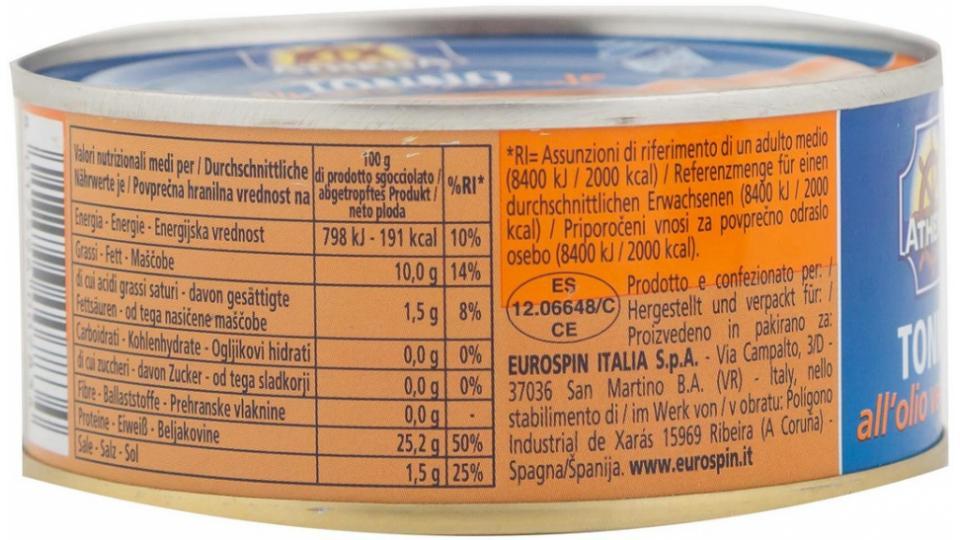 Valori nutrizionali medi per / Durchschnittliche
Nährwerte je / Povprečna hranilna vrednost na
100 g
di prodotto sgocciolato /
abgetropftes Produkt /
neto ploda
%RI*
Energia - Energie - Energijska vrednost
798 kJ - 191 kcal 10%
Grassi - Fett - Maščobe
10,0 g 14%
di cui acidi grassi saturi - davon gesättigte
Fettsäuren - od tega nasičene maščobe
1,5 g 8%
Carboidrati - Kohlenhydrate - Ogljikovi hidrati
0,0 g 0%
di cui zuccheri - davon Zucker - od tega sladkorji
0,0 g 0%
Fibre - Ballaststoffe - Prehranske vlaknine
0,0 g -
Proteine - Eiweiß - Beljakovine
25,2 g 50%
Sale - Salz - Sol
1,5 g 25%
*RI= Assunzioni di riferimento di un adulto medio
(8400 kJ / 2000 kcal) / Referenzmenge für einen
durchschnittlichen Erwachsenen (8400 kJ / 2000
kcal) / Priporočeni vnosi za povprečno odraslo
osebo (8400 kJ / 2000 kcal).
ES
12.06648/C
CE
Prodotto e confezionato per: /
Hergestellt und verpackt für: /
Proizvedeno in pakirano za:
EUROSPIN ITALIA S.p.A. - Via Campalto, 3/D -
37036 San Martino B.A. (VR) - Italy, nello
stabilimento di / im Werk von / v obratu: Polígono
Industrial de Xarás 15969 Ribeira (A Coruña) -
Spagna/Španija. www.eurospin.it
all'olio